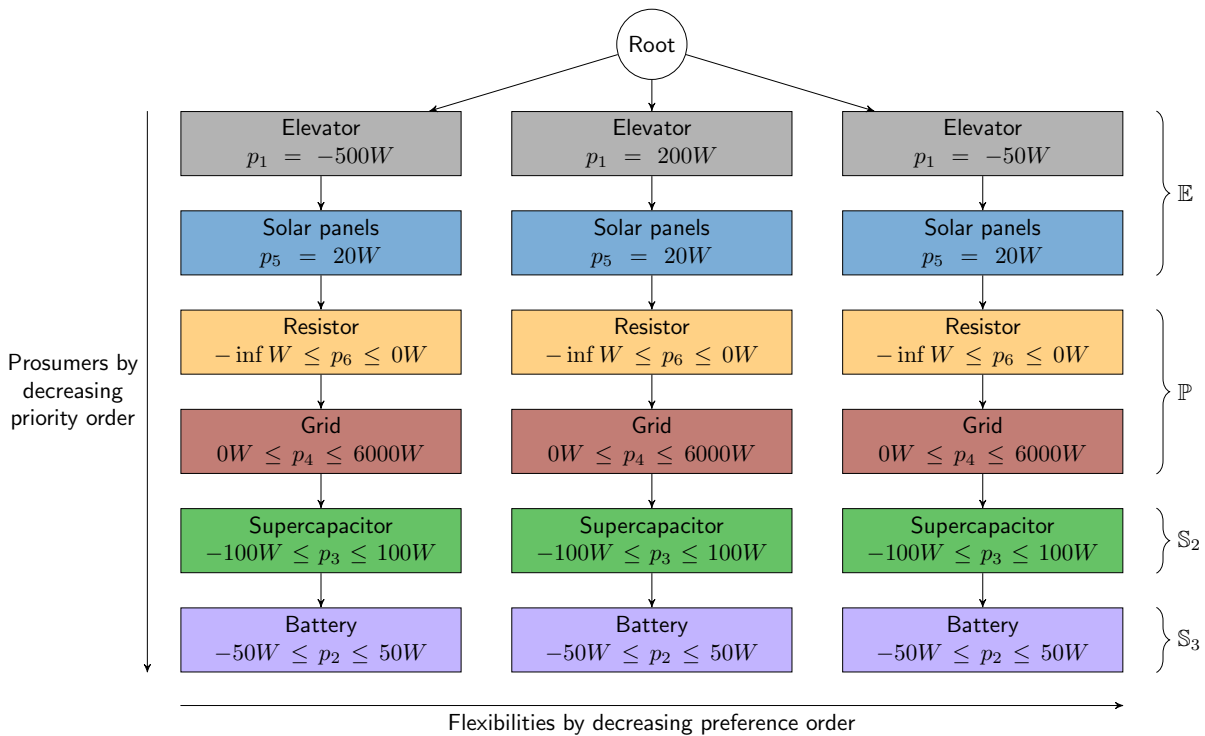 Root
Elevator
p₁ = −500W
Elevator
p₁ = 200W
Elevator
p₁ = −50W
𝔼
Solar panels
p₅ = 20W
Solar panels
p₅ = 20W
Solar panels
p₅ = 20W
Prosumers by
decreasing
priority order
Resistor
− inf W ≤ p₆ ≤ 0W
Resistor
− inf W ≤ p₆ ≤ 0W
Resistor
− inf W ≤ p₆ ≤ 0W
ℙ
Grid
0W ≤ p₄ ≤ 6000W
Grid
0W ≤ p₄ ≤ 6000W
Grid
0W ≤ p₄ ≤ 6000W
Supercapacitor
−100W ≤ p₃ ≤ 100W
Supercapacitor
−100W ≤ p₃ ≤ 100W
Supercapacitor
−100W ≤ p₃ ≤ 100W
𝕊₂
Battery
−50W ≤ p₂ ≤ 50W
Battery
−50W ≤ p₂ ≤ 50W
Battery
−50W ≤ p₂ ≤ 50W
𝕊₃
Flexibilities by decreasing preference order